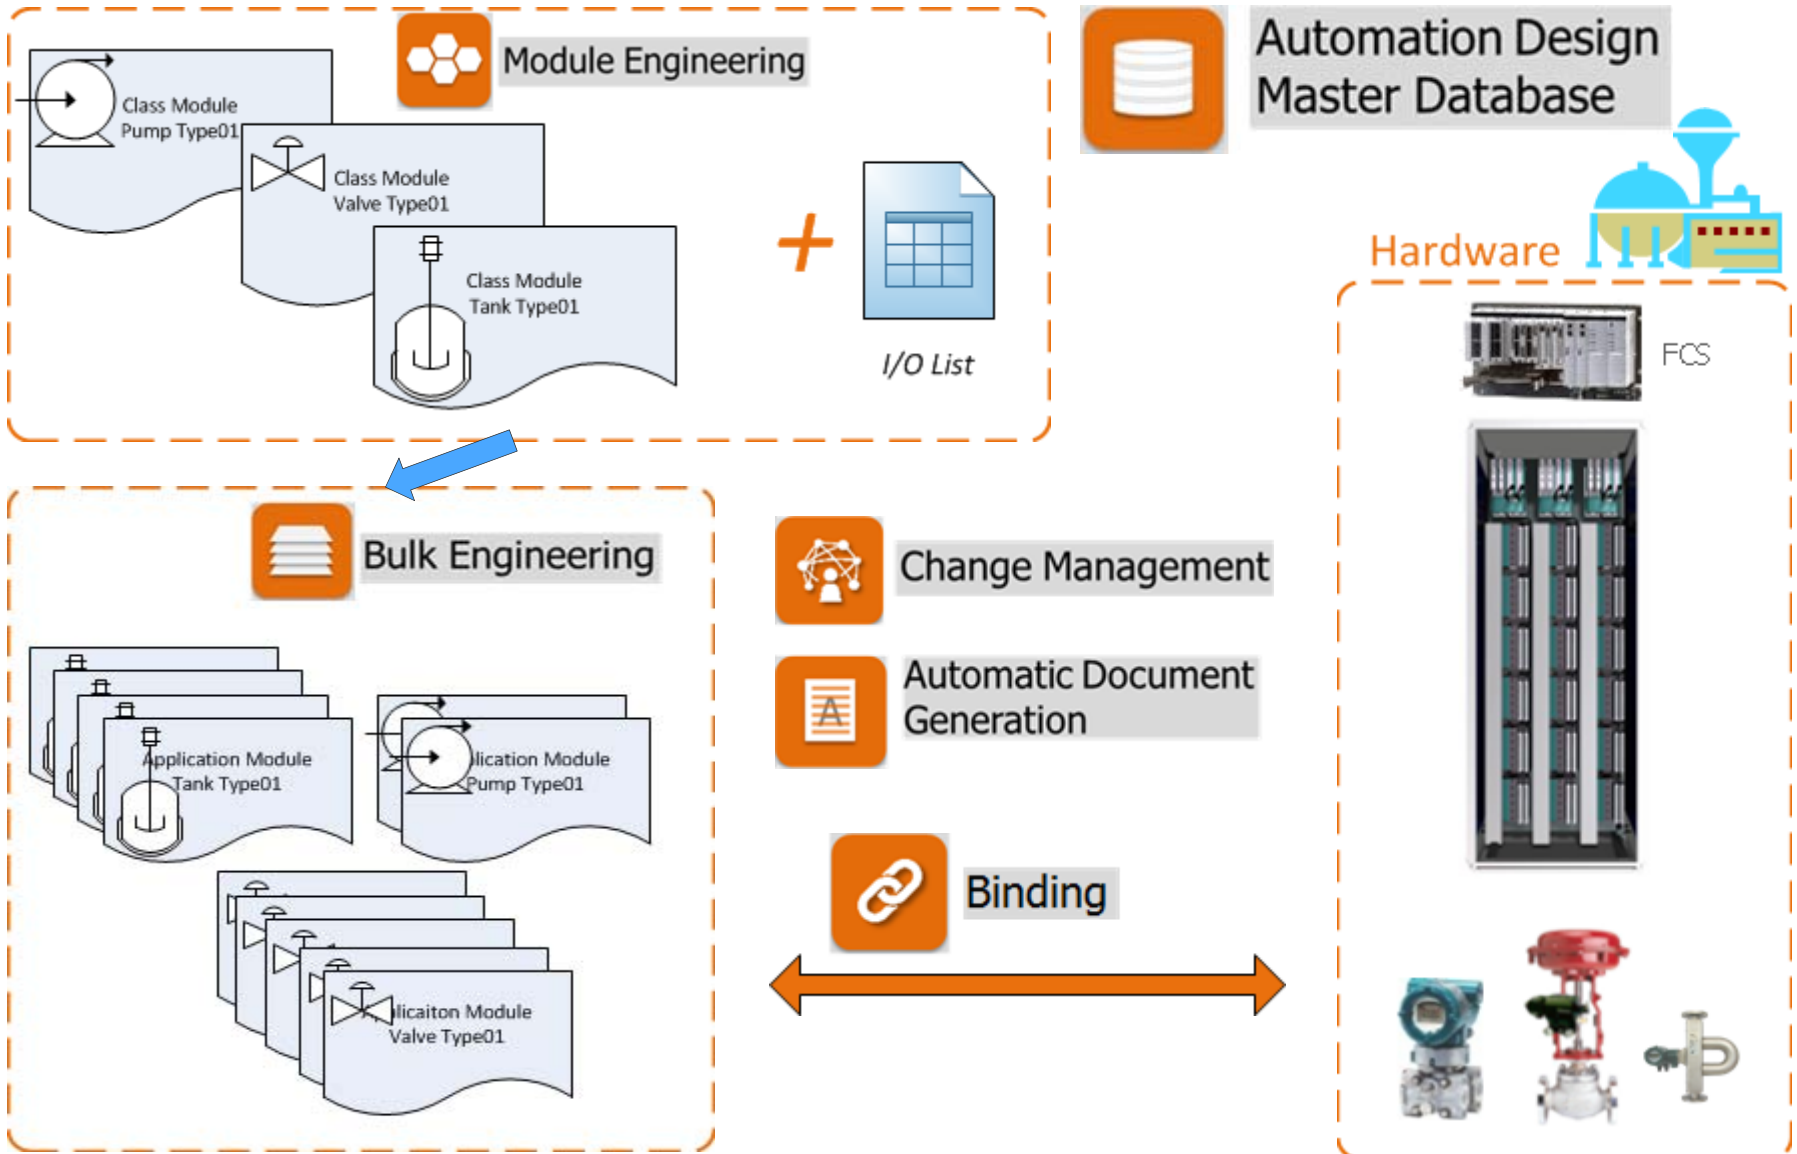 Module Engineering
Class Module
Pump Type01
Class Module
Valve Type01
Class Module
Tank Type01
+
I/O List
Automation Design
Master Database
Hardware
FCS
Bulk Engineering
Application Module
Tank Type01
lication Module
Pump Type01
licaiton Module
Valve Type01
Change Management
A
Automatic Document
Generation
Binding